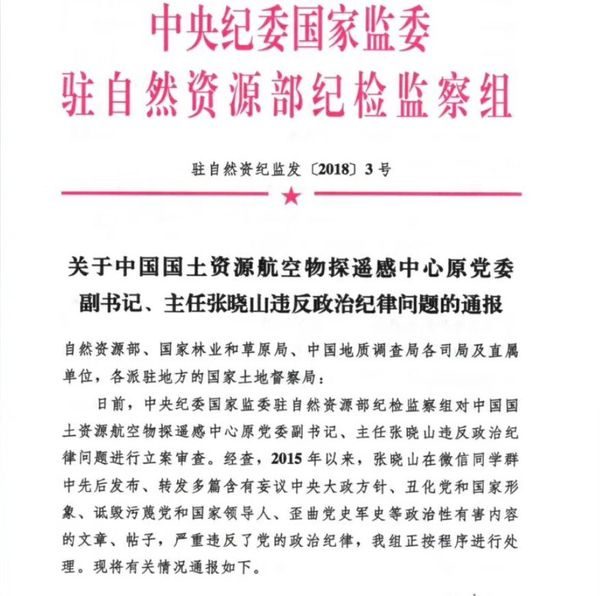 中央纪委国家监委
驻自然资源部纪检监察组
驻自然资纪监发〔2018〕3 号
关于中国国土资源航空物探遥感中心原党委
副书记、主任张晓山违反政治纪律问题的通报
自然资源部、国家林业和草原局、中国地质调查局各司局及直属
单位，各派驻地方的国家土地督察局：
日前，中央纪委国家监委驻自然资源部纪检监察组对中国国
土资源航空物探遥感中心原党委副书记、主任张晓山违反政治纪
律问题进行立案审查。经查，2015 年以来，张晓山在微信同学群
中先后发布、转发多篇含有妄议中央大政方针、丑化党和国家形
象、诋毁污蔑党和国家领导人、歪曲党史军史等政治性有害内容
的文章、帖子，严重违反了党的政治纪律，我组正按程序进行处
理。现将有关情况通报如下。